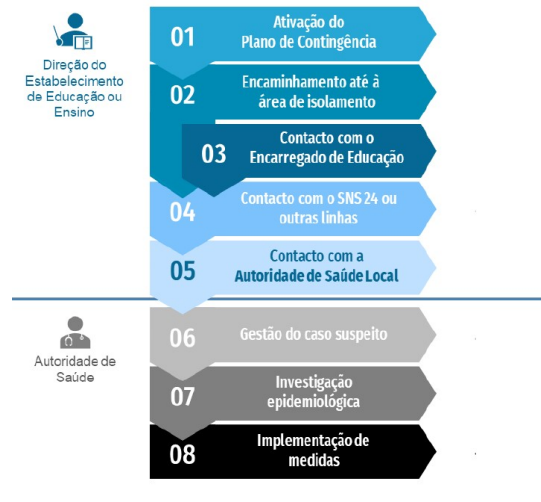 01
Ativação do
Plano de Contingência
Direção do
Estabelecimento
de Educação ou
Ensino
02
Encaminhamento até à
área de isolamento
03
Contacto com o
Encarregado de Educação
04
Contacto com o SNS 24 ou
outras linhas
05
Contacto com a
Autoridade de Saúde Local
Autoridade de
Saúde
06
Gestão do caso suspeito
07
Investigação
epidemiológica
08
Implementação de
medidas